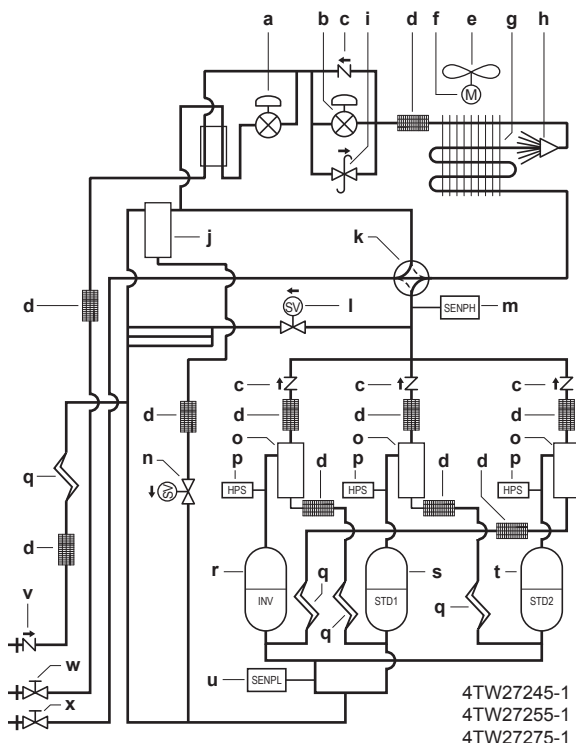 a b c i d f e g h
M
j
k
d
SV
l
SENPH
m
c c c
d d d d
o o o
n
p p p
SV
HPS HPS HPS
d d
q
d
r
INV
q
s
STD1
t
STD2
q
q
v
u
SENPL
w
x
4TW27245-1
4TW27255-1
4TW27275-1